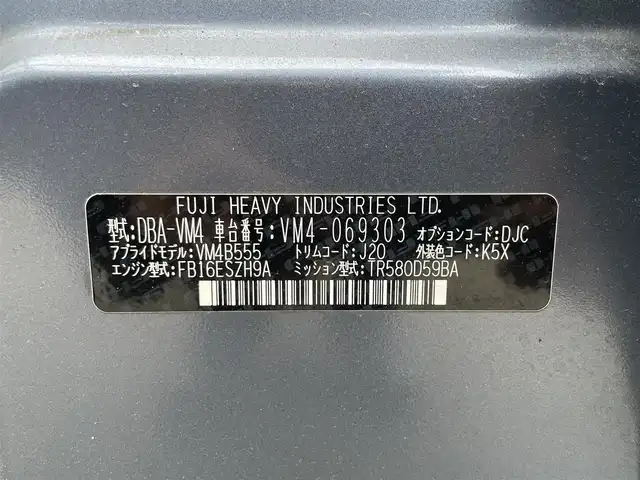 FUJI HEAVY INDUSTRIES LTD.
型式:DBA-VM4 車台番号:VM4-069303 オプションコード:DJC
アプライドモデル:VM4B555 トリムコード:J20 外装色コード:K5X
エンジン型式:FB16ESZH9A ミッション型式:TR580D59BA